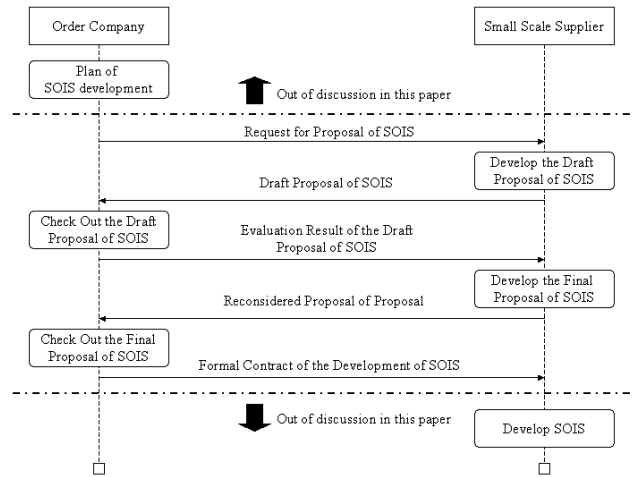 Order Company
Small Scale Supplier
Plan of
SOIS development
Out of discussion in this paper
Request for Proposal of SOIS
Develop the Draft
Proposal of SOIS
Draft Proposal of SOIS
Check Out the Draft
Proposal of SOIS
Evaluation Result of the Draft
Proposal of SOIS
Develop the Final
Proposal of SOIS
Reconsidered Proposal of Proposal
Check Out the Final
Proposal of SOIS
Formal Contract of the Development of SOIS
Out of discussion in this paper
Develop SOIS